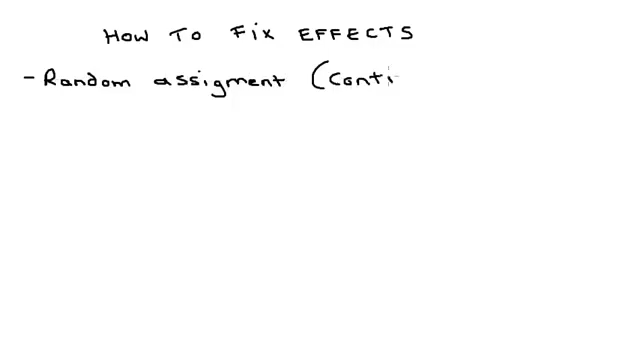 HOW TO FIX EFFECTS
- Random assigment (Conti